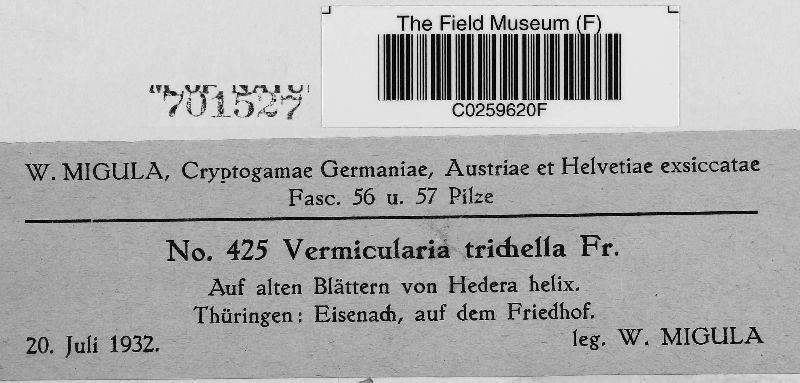 The Field Museum (F)
C0259620F
701527
W. MIGULA, Cryptogamae Germaniae, Austriae et Helvetiae exsiccatae
Fasc. 56 u. 57 Pilze
No. 425 Vermicularia trichella Fr.
Auf alten Blättern von Hedera helix.
Thüringen: Eisenach, auf dem Friedhof.
20. Juli 1932.
leg. W. MIGULA